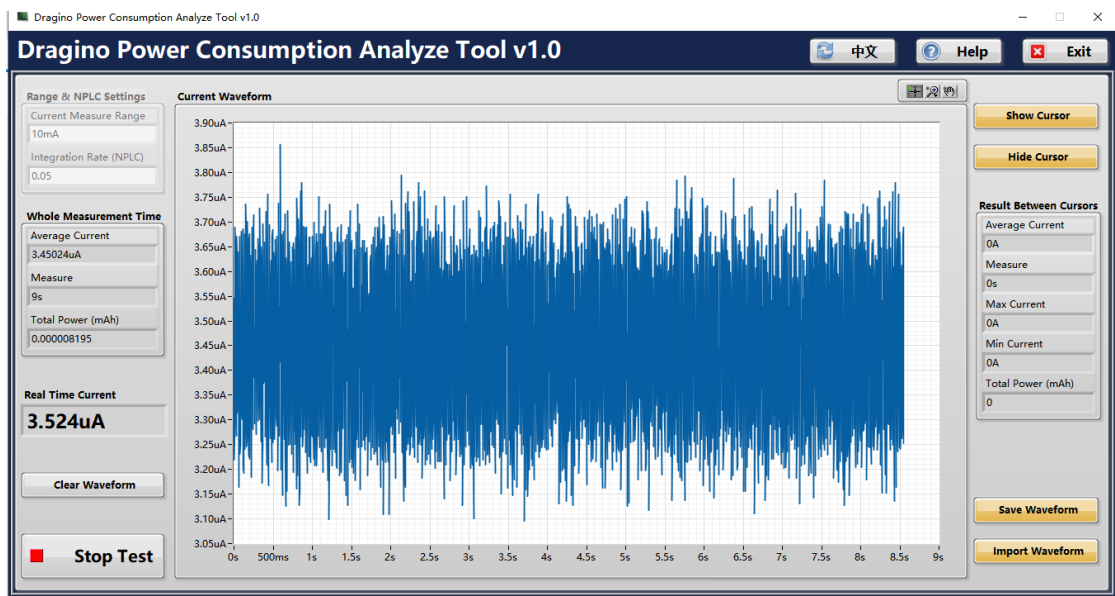 Dragino Power Consumption Analyze Tool v1.0
Dragino Power Consumption Analyze Tool v1.0
中文
Help
Exit
Range & NPLC Settings
Current Measure Range
10mA
Integration Rate (NPLC)
0.05
Whole Measurement Time
Average Current
3.45024uA
Measure
9s
Total Power (mAh)
0.000008195
Real Time Current
3.524uA
Clear Waveform
Stop Test
Current Waveform
3.90uA
3.85uA
3.80uA
3.75uA
3.70uA
3.65uA
3.60uA
3.55uA
3.50uA
3.45uA
3.40uA
3.35uA
3.30uA
3.25uA
3.20uA
3.15uA
3.10uA
3.05uA
0s 500ms 1s 1.5s 2s 2.5s 3s 3.5s 4s 4.5s 5s 5.5s 6s 6.5s 7s 7.5s 8s 8.5s 9s
Show Cursor
Hide Cursor
Result Between Cursors
Average Current
0A
Measure
0s
Max Current
0A
Min Current
0A
Total Power (mAh)
0
Save Waveform
Import Waveform